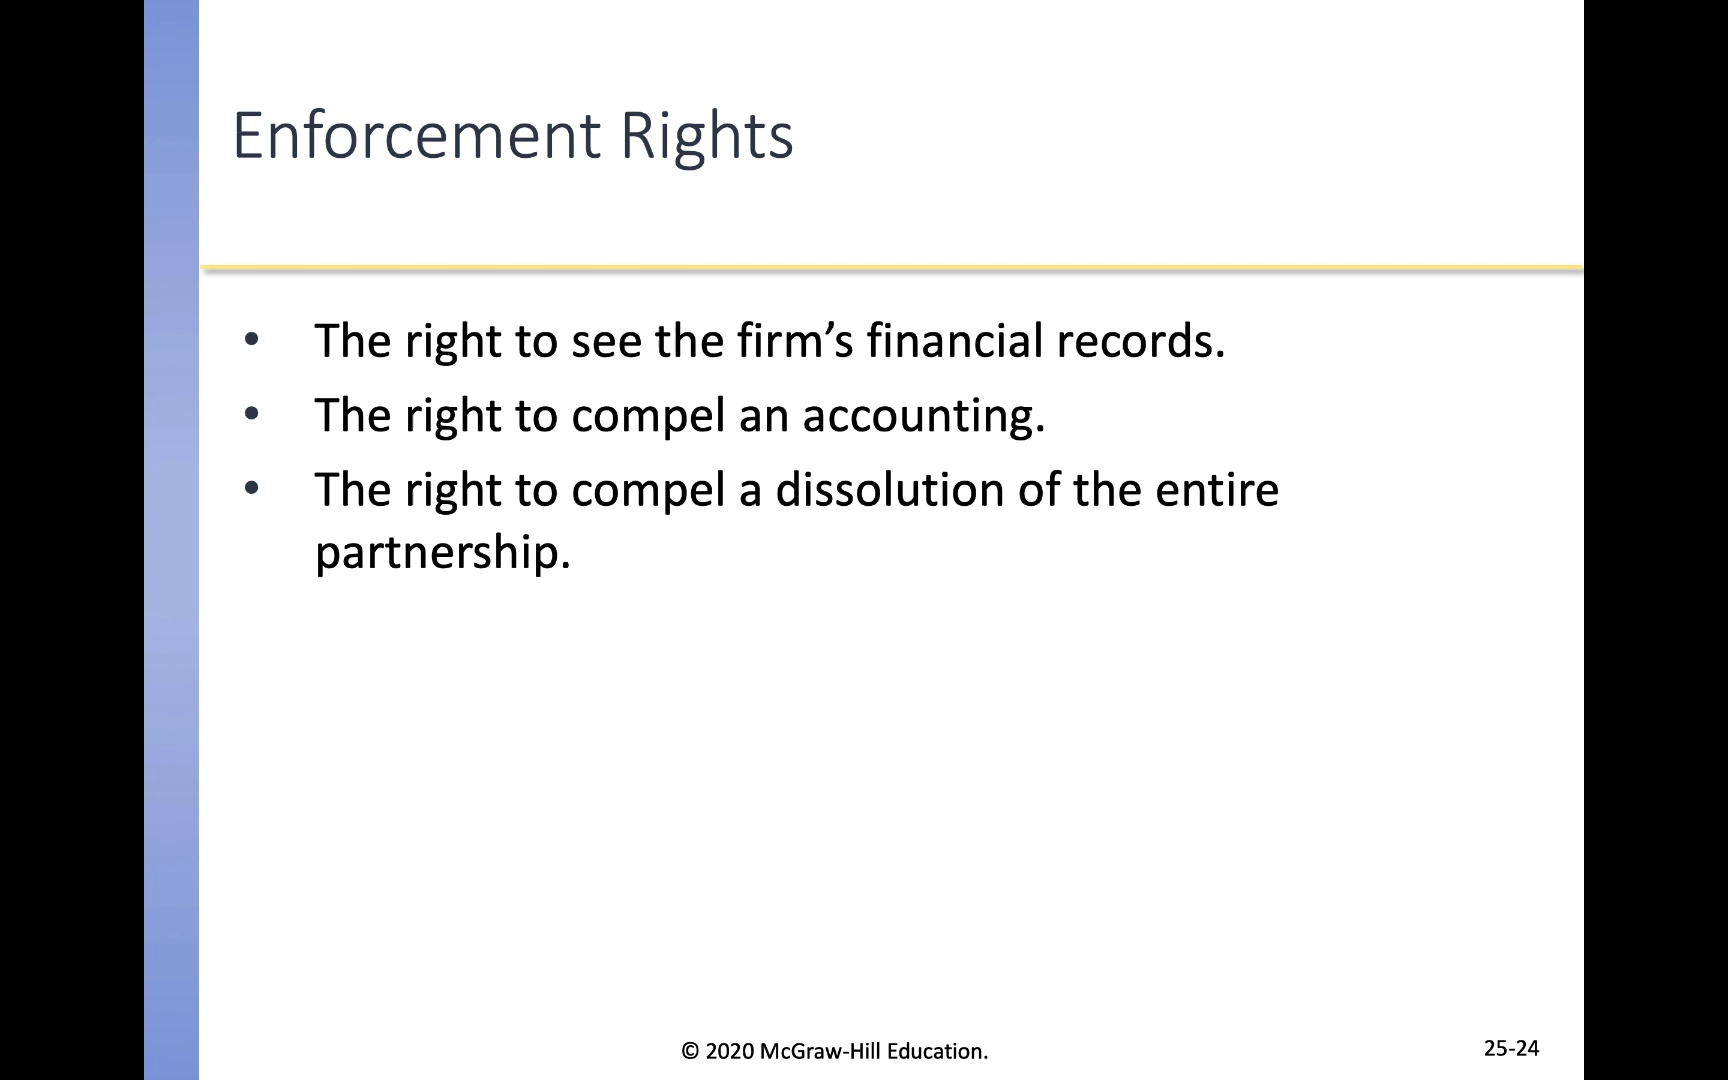 Enforcement Rights
• The right to see the firm’s financial records.
• The right to compel an accounting.
• The right to compel a dissolution of the entire
partnership.
© 2020 McGraw-Hill Education.
25-24